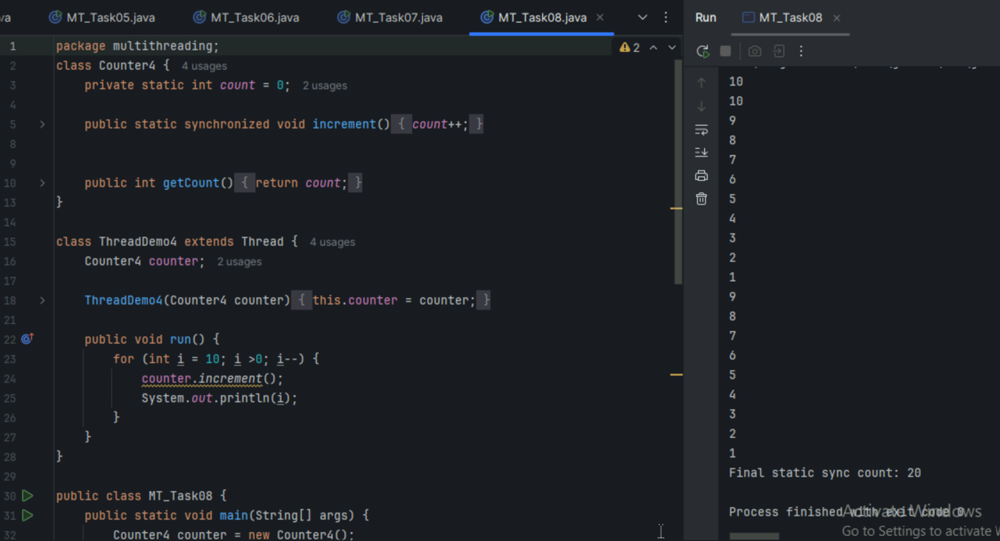 va MT_Task05.java MT_Task06.java MT_Task07.java MT_Task08.java
Run MT_Task08
1 package multithreading;
2
2 class Counter4 { 4 usages
3 private static int count = 0; 2 usages
4
5 public static synchronized void increment() { count++; }
8
9
10 public int getCount() { return count; }
13 }
14
15 class ThreadDemo4 extends Thread { 4 usages
16 Counter4 counter; 2 usages
17
18 ThreadDemo4(Counter4 counter) { this.counter = counter; }
21
22 public void run() {
23 for (int i = 10; i >0; i--) {
24 counter.increment();
25 System.out.println(i);
26 }
27 }
28 }
29
30 public class MT_Task08 {
31 public static void main(String[] args) {
32 Counter4 counter = new Counter4();
10
10
9
8
7
6
5
4
3
2
1
9
8
7
6
5
4
3
2
1
Final static sync count: 20
Process finished with exit code 0
Activate Windows
Go to Settings to activate W